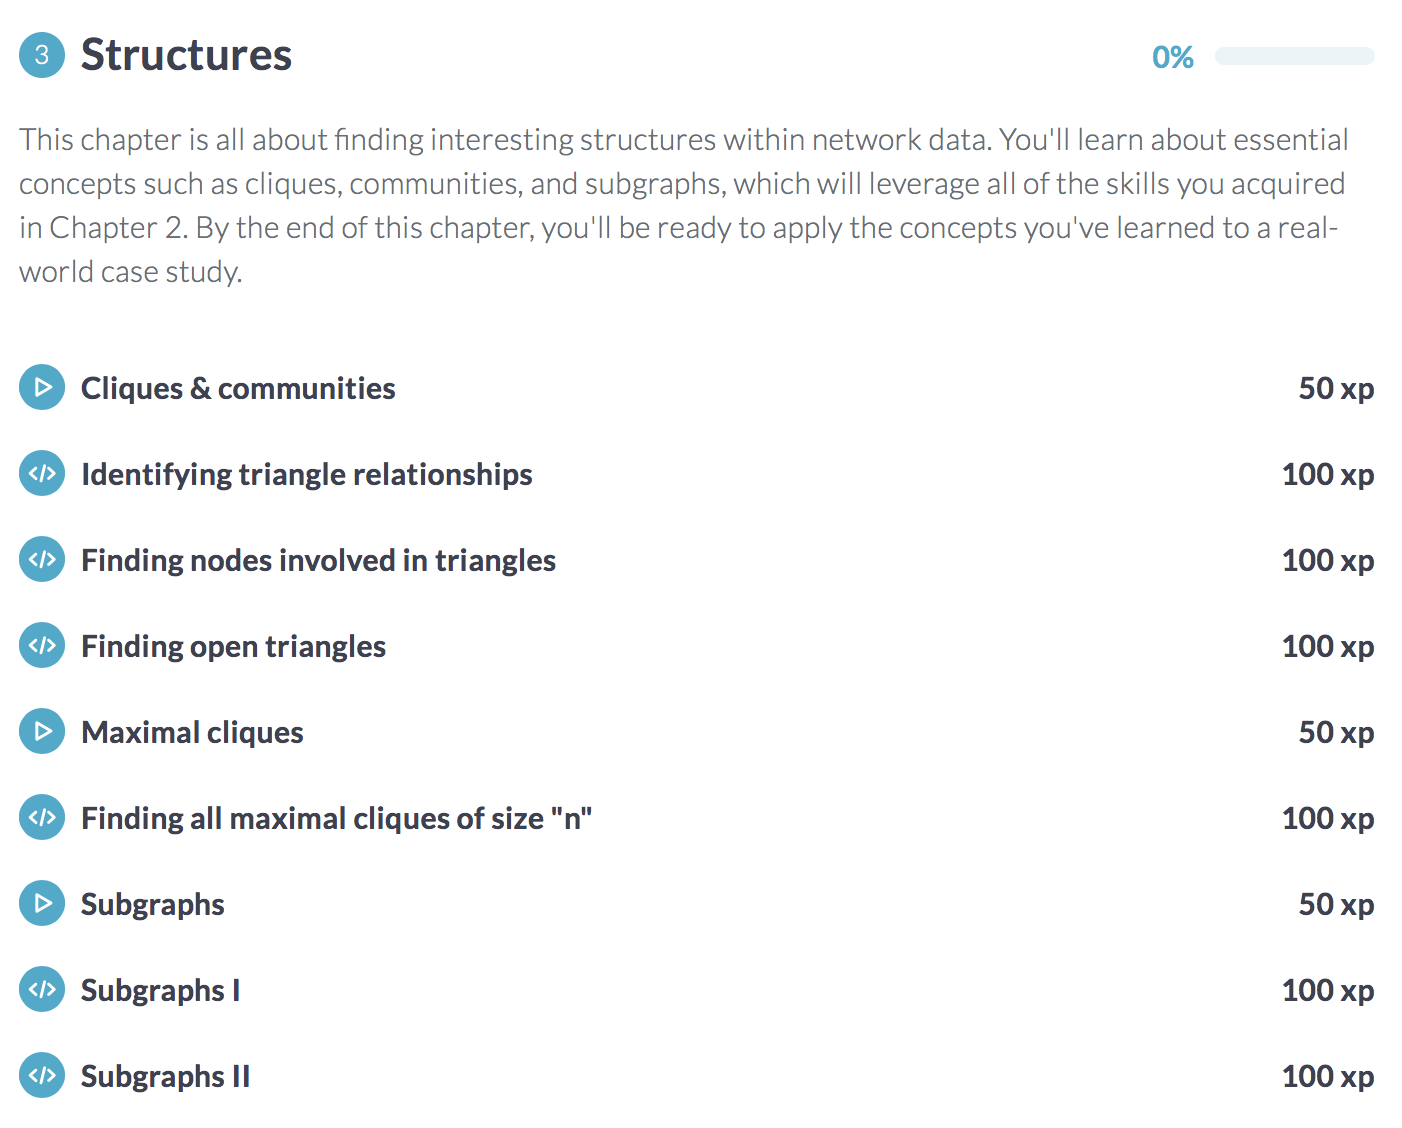 3 Structures 0%
This chapter is all about finding interesting structures within network data. You'll learn about essential
concepts such as cliques, communities, and subgraphs, which will leverage all of the skills you acquired
in Chapter 2. By the end of this chapter, you'll be ready to apply the concepts you've learned to a real-
world case study.
Cliques & communities 50 xp
</> Identifying triangle relationships 100 xp
</> Finding nodes involved in triangles 100 xp
</> Finding open triangles 100 xp
Maximal cliques 50 xp
</> Finding all maximal cliques of size "n" 100 xp
Subgraphs 50 xp
</> Subgraphs I 100 xp
</> Subgraphs II 100 xp